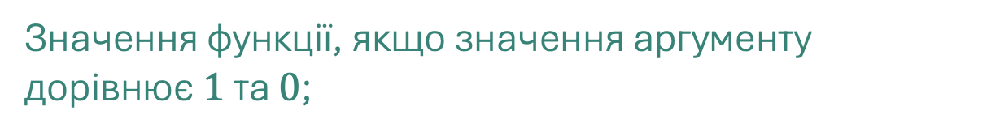 Значення функції, якщо значення аргументу
дорівнює 1 та 0;